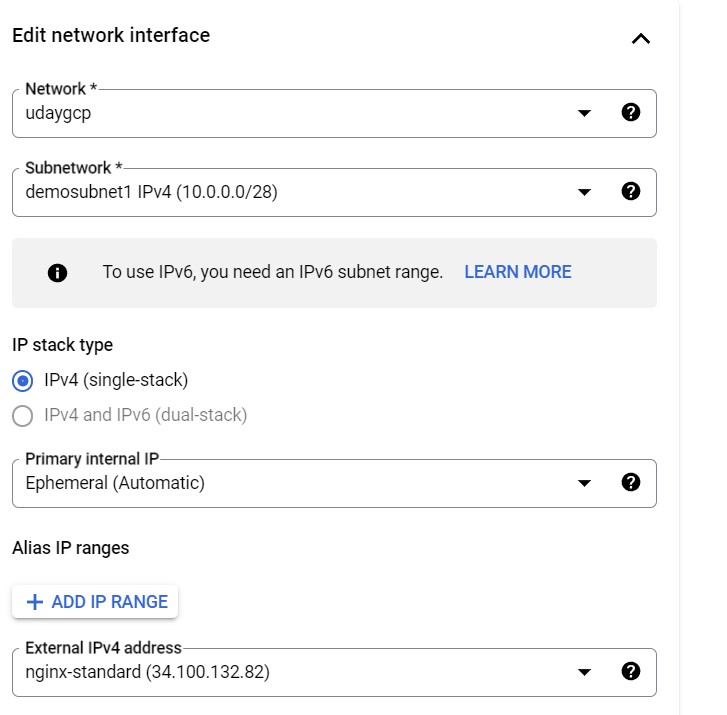 Edit network interface
Network *
udaygcp
Subnetwork *
demosubnet1 IPv4 (10.0.0.0/28)
To use IPv6, you need an IPv6 subnet range. LEARN MORE
IP stack type
IPv4 (single-stack)
IPv4 and IPv6 (dual-stack)
Primary internal IP
Ephemeral (Automatic)
Alias IP ranges
+ ADD IP RANGE
External IPv4 address
nginx-standard (34.100.132.82)